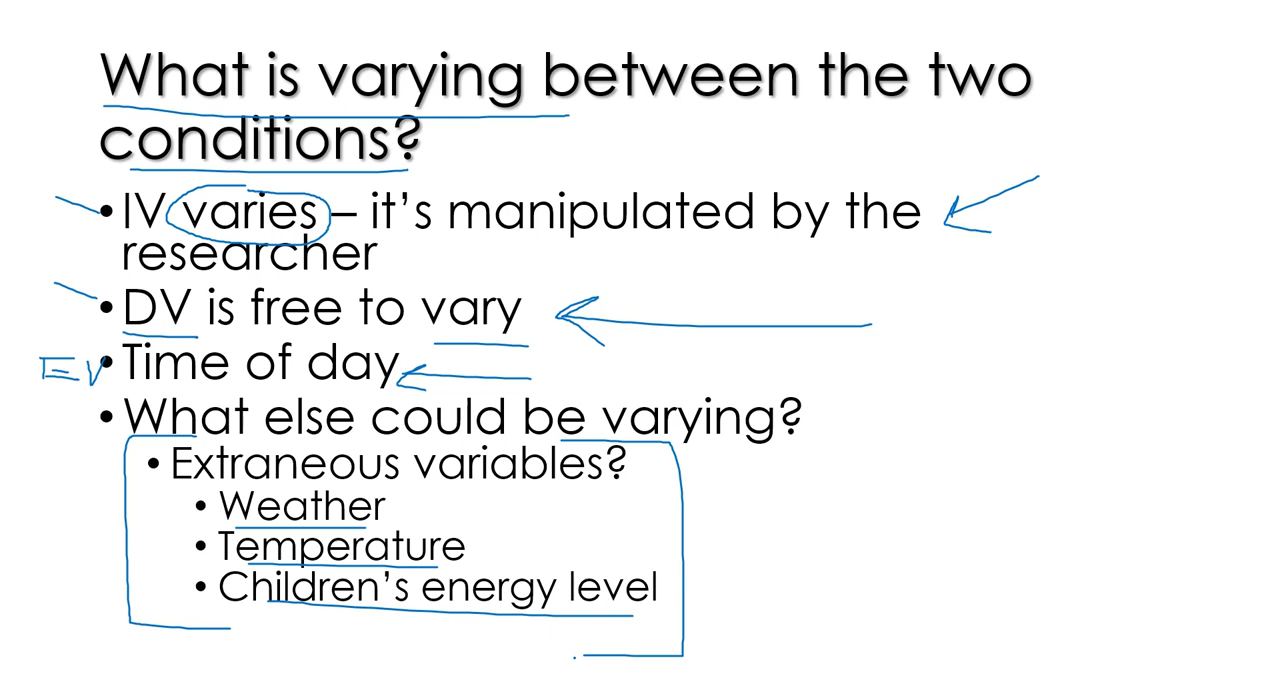 What is varying between the two
conditions?
• IV varies – it's manipulated by the
researcher
• DV is free to vary
EV • Time of day
• What else could be varying?
• Extraneous variables?
• Weather
• Temperature
• Children's energy level